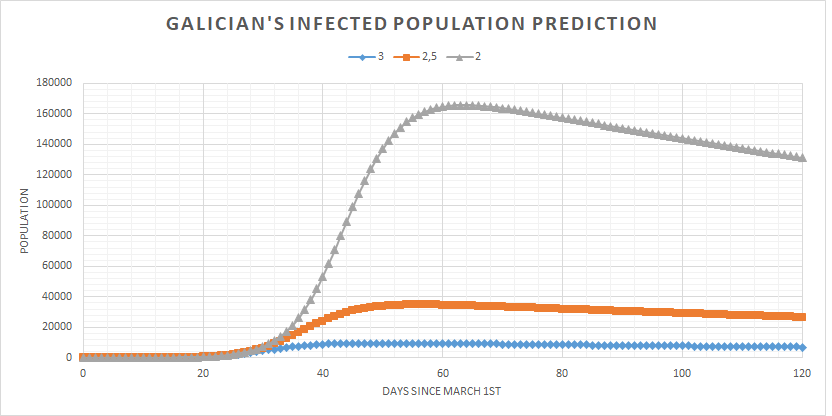 GALICIAN'S INFECTED POPULATION PREDICTION
3 2,5 2
180000
160000
140000
120000
100000
80000
60000
40000
20000
0
POPULATION
0 20 40 60 80 100 120
DAYS SINCE MARCH 1ST